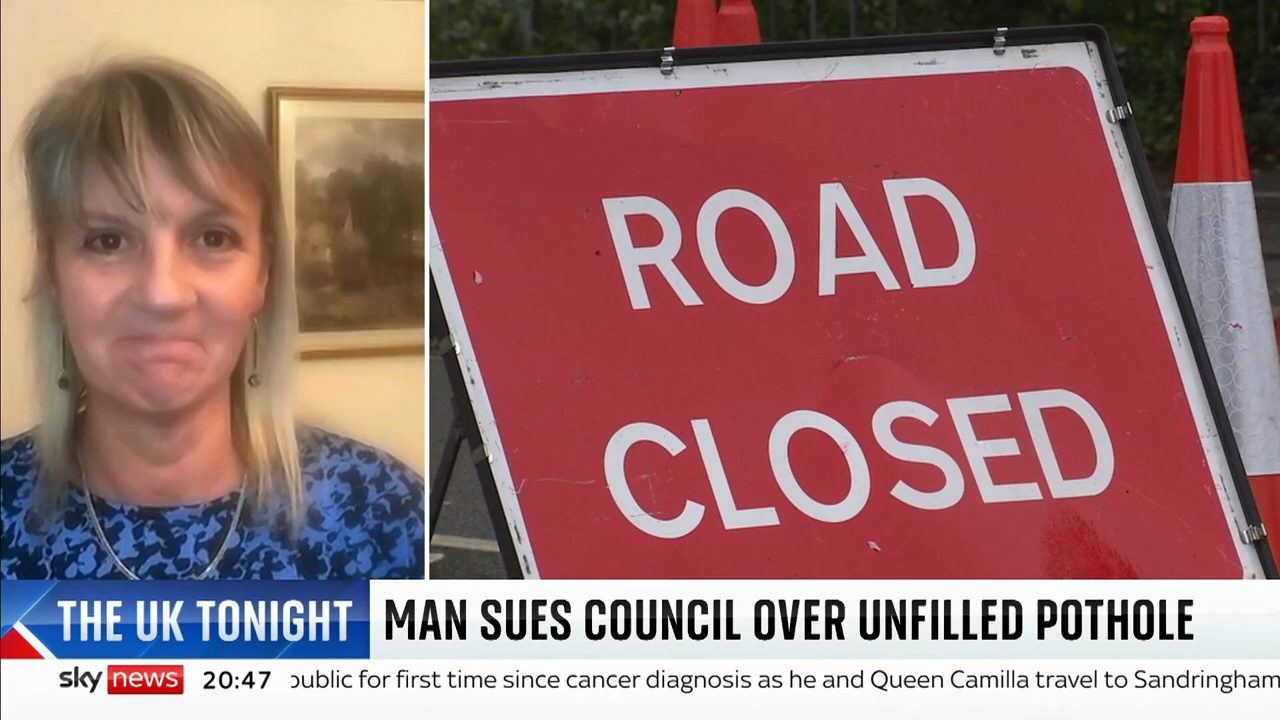 ROAD
CLOSED
THE UK TONIGHT
MAN SUES COUNCIL OVER UNFILLED POTHOLE
sky news
20:47
for first time since cancer diagnosis as he and Queen Camilla travel to Sandringham